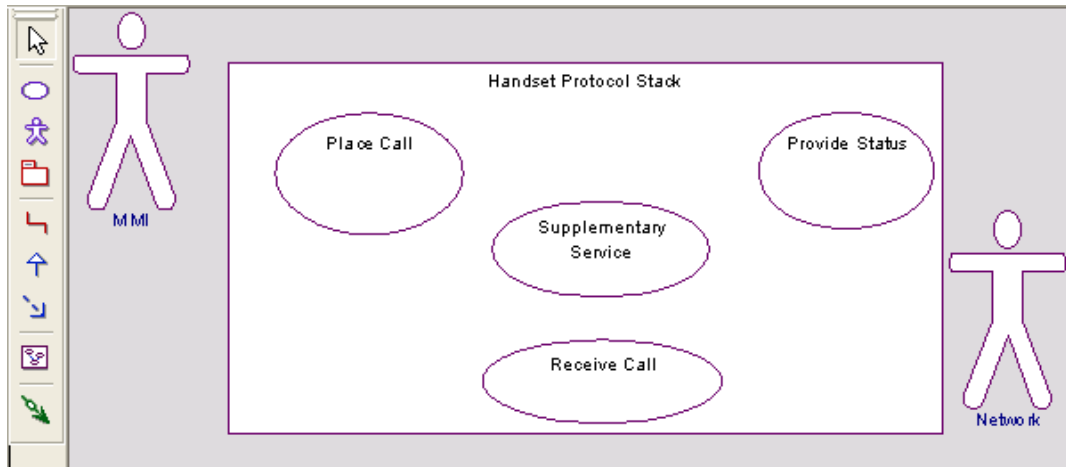 Handset Protocol Stack
Place Call
Provide Status
MMI
Supplementary
Service
Receive Call
Network